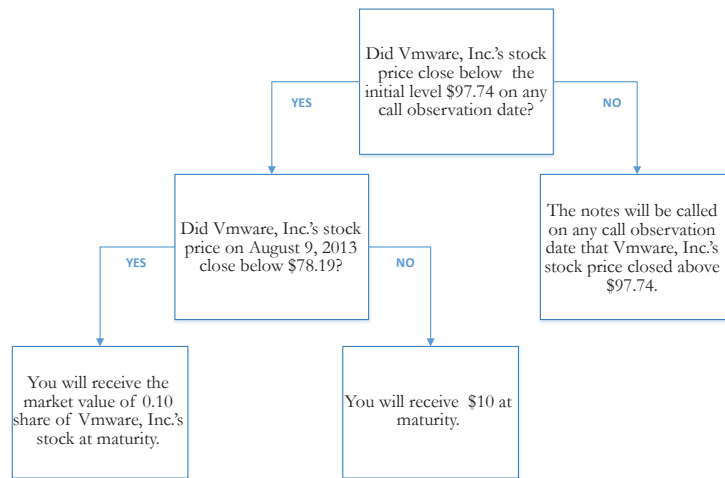 Did Vmware, Inc.'s stock
price close below the
initial level $97.74 on any
call observation date?
YES
NO
Did Vmware, Inc.'s stock
price on August 9, 2013
close below $78.19?
The notes will be called
on any call observation
date that Vmware, Inc.'s
stock price closed above
$97.74.
YES
NO
You will receive the
market value of 0.10
share of Vmware, Inc.'s
stock at maturity.
You will receive $10 at
maturity.